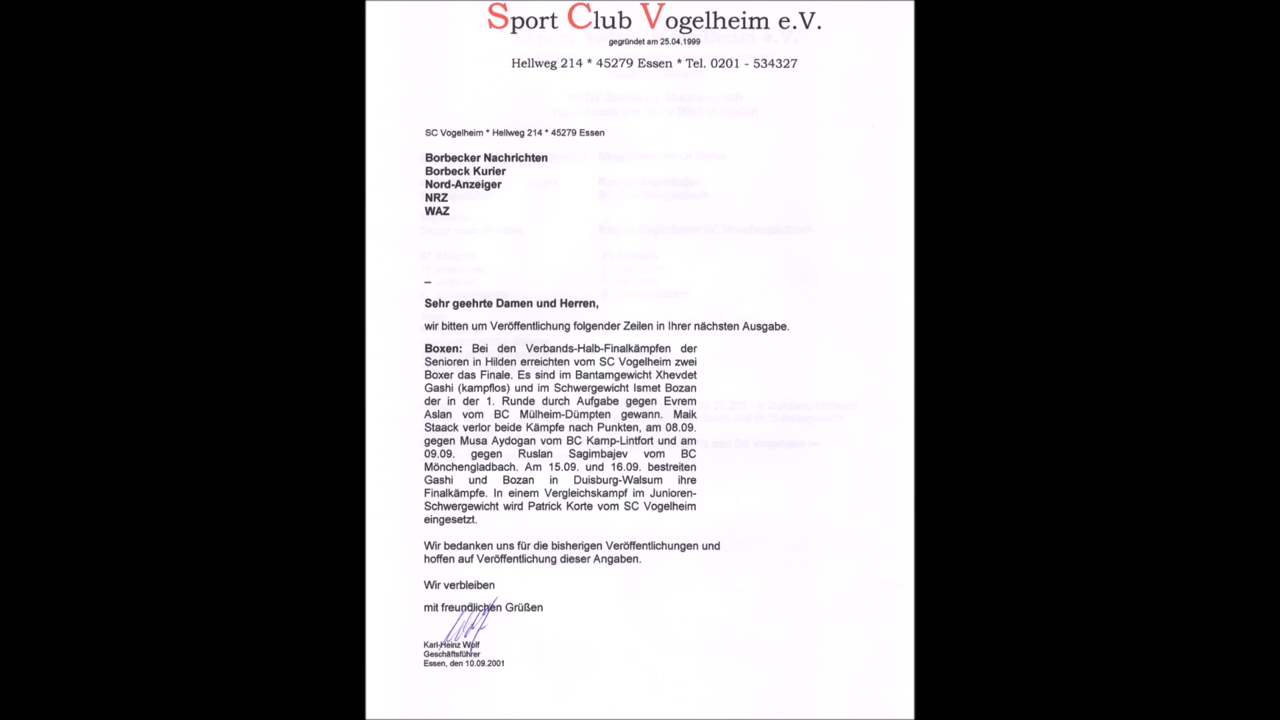 Sport Club Vogelheim e.V.
gegründet am 25.04.1999
Hellweg 214 * 45279 Essen * Tel. 0201 - 534327
SC Vogelheim * Hellweg 214 * 45279 Essen
Borbecker Nachrichten
Borbeck Kurier
Nord-Anzeiger
NRZ
WAZ
–
Sehr geehrte Damen und Herren,
wir bitten um Veröffentlichung folgender Zeilen in Ihrer nächsten Ausgabe.
Boxen: Bei den Verbands-Halb-Finalkämpfen der
Senioren in Hilden erreichten vom SC Vogelheim zwei
Boxer das Finale. Es sind im Bantamgewicht Xhevdet
Gashi (kampflos) und im Schwergewicht Ismet Bozan
der in der 1. Runde durch Aufgabe gegen Evrem
Aslan vom BC Mülheim-Dümpten gewann. Maik
Staack verlor beide Kämpfe nach Punkten, am 08.09.
gegen Musa Aydogan vom BC Kamp-Lintfort und am
09.09. gegen Ruslan Sagimbajev vom BC
Mönchengladbach. Am 15.09. und 16.09. bestreiten
Gashi und Bozan in Duisburg-Walsum ihre
Finalkämpfe. In einem Vergleichskampf im Junioren-
Schwergewicht wird Patrick Korte vom SC Vogelheim
eingesetzt.
Wir bedanken uns für die bisherigen Veröffentlichungen und
hoffen auf Veröffentlichung dieser Angaben.
Wir verbleiben
mit freundlichen Grüßen
Karl-Heinz Wolf
Geschäftsführer
Essen, den 10.09.2001